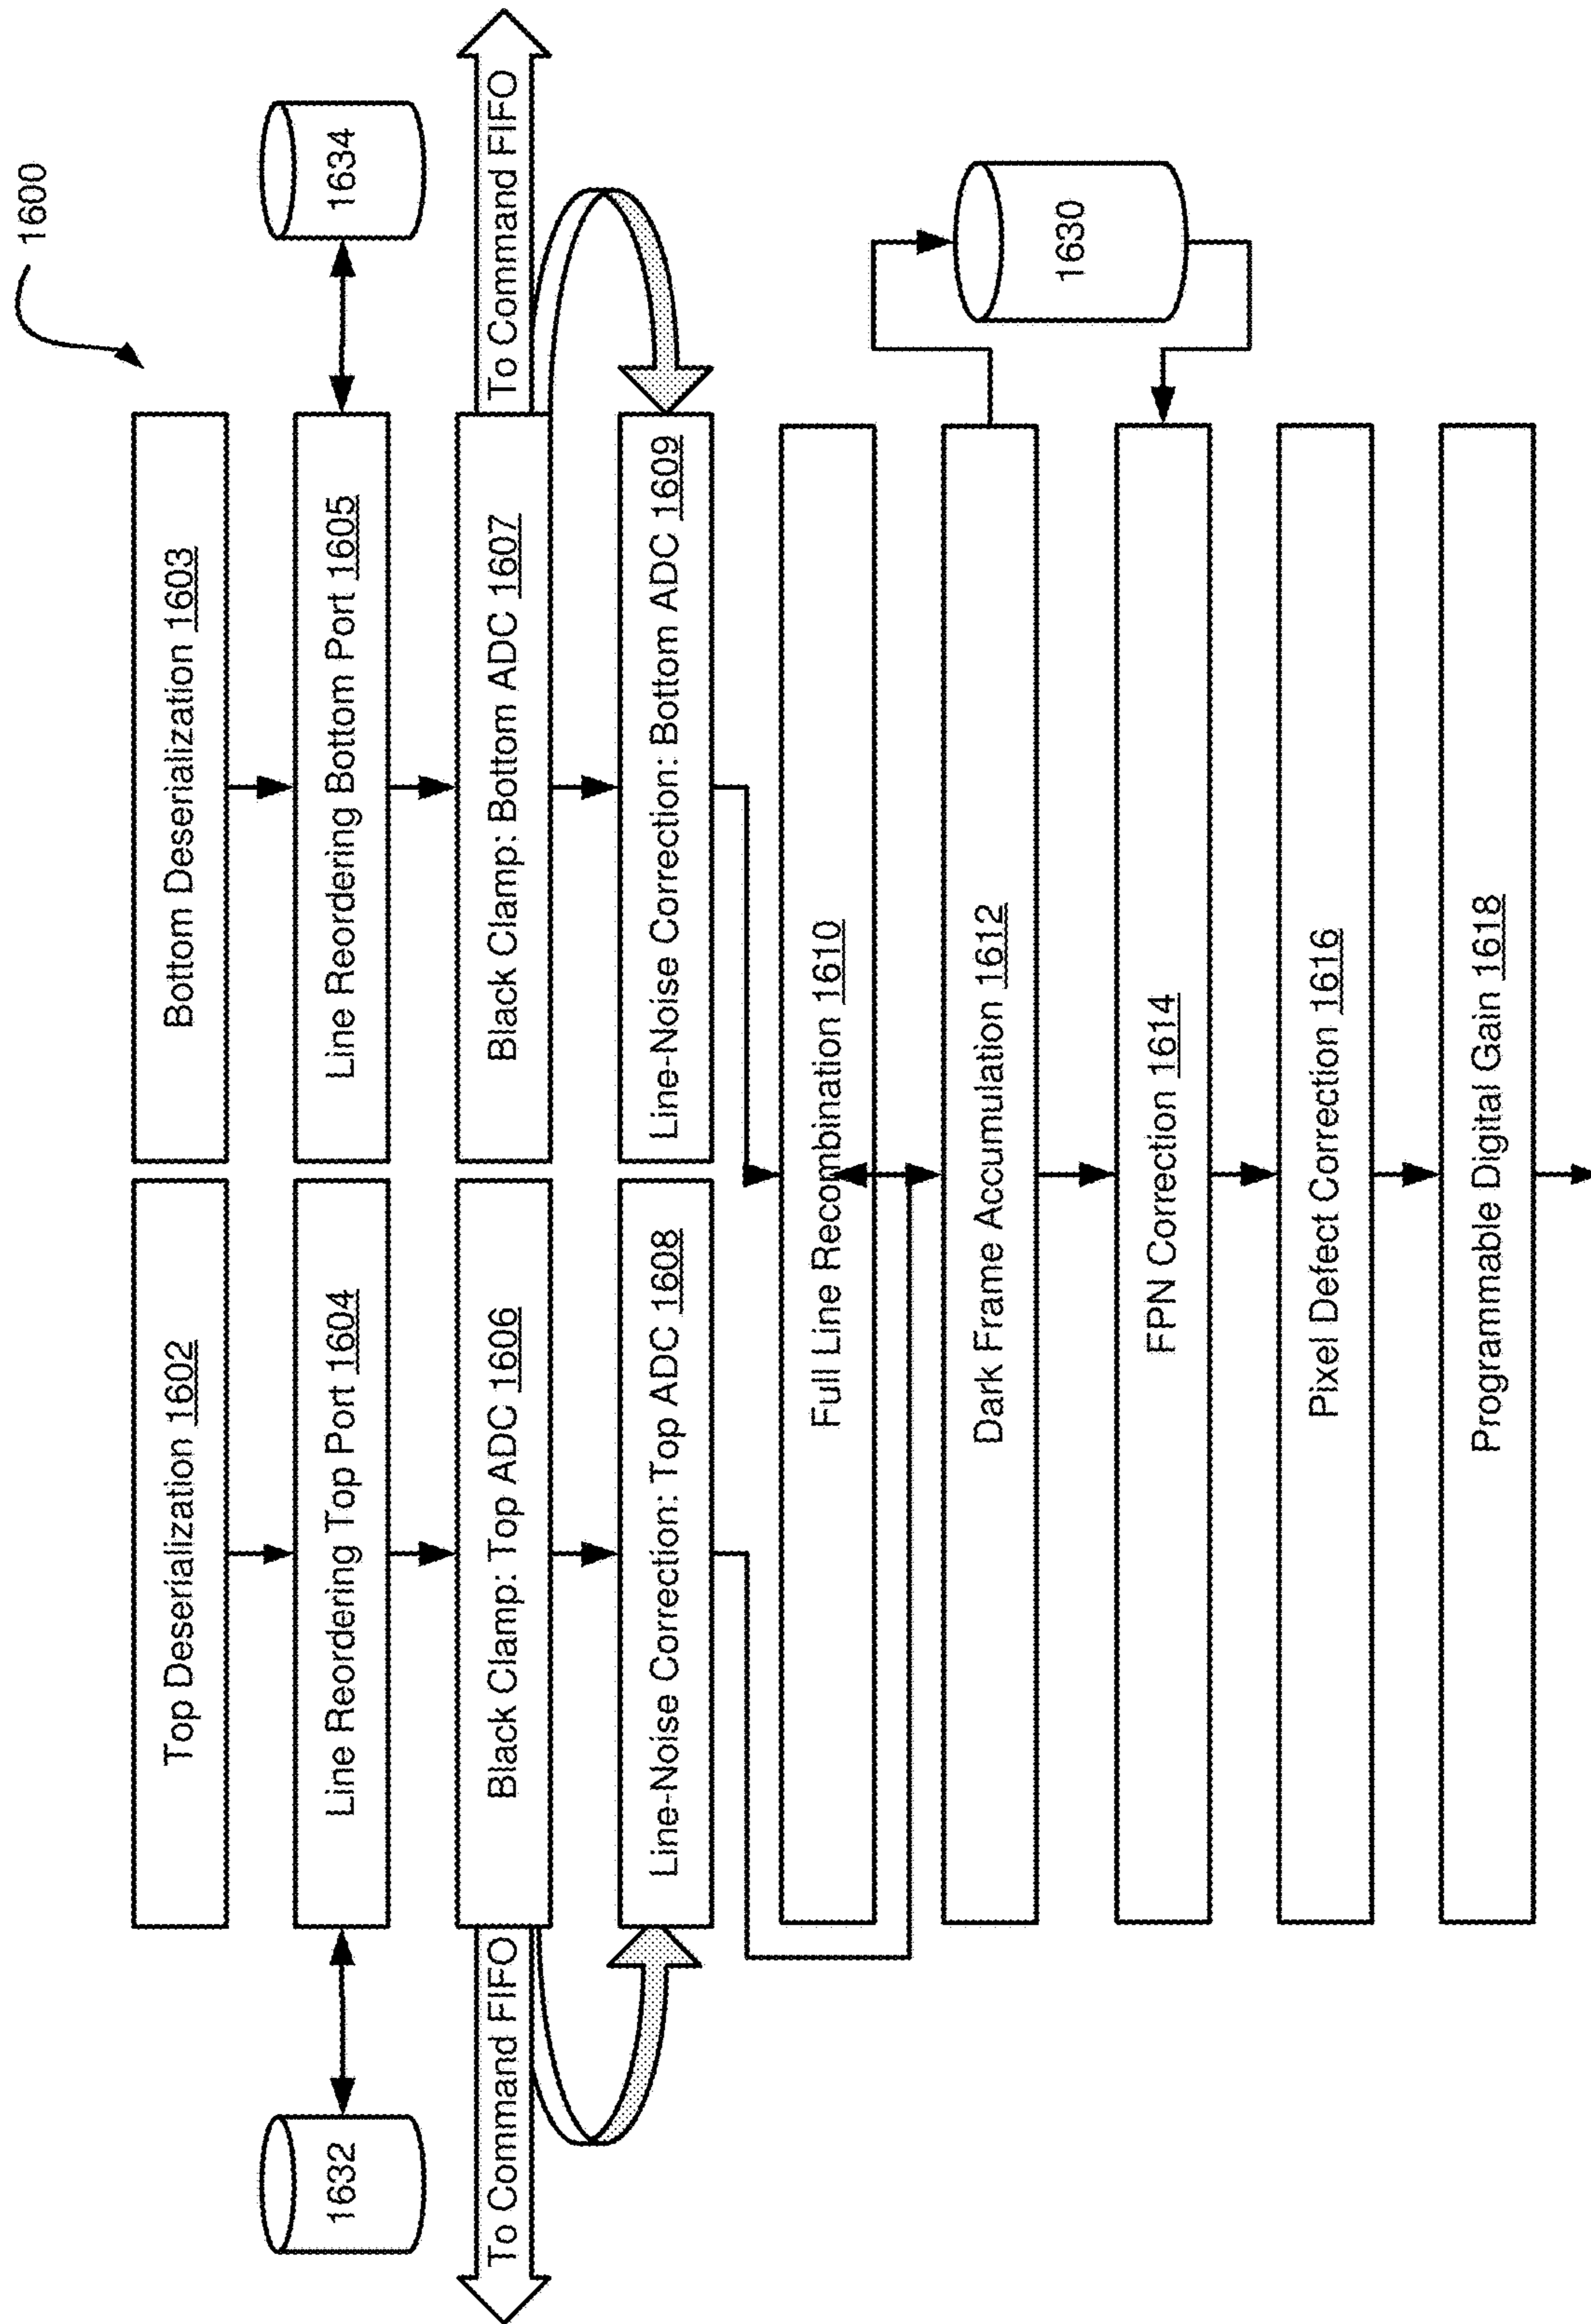 1600
Top Deserialization 1602
Bottom Deserialization 1603
1632
Line Reordering Top Port 1604
Line Reordering Bottom Port 1605
1634
To Command FIFO
Black Clamp: Top ADC 1606
Black Clamp: Bottom ADC 1607
To Command FIFO
Line-Noise Correction: Top ADC 1608
Line-Noise Correction: Bottom ADC 1609
Full Line Recombination 1610
Dark Frame Accumulation 1612
1630
FPN Correction 1614
Pixel Defect Correction 1616
Programmable Digital Gain 1618